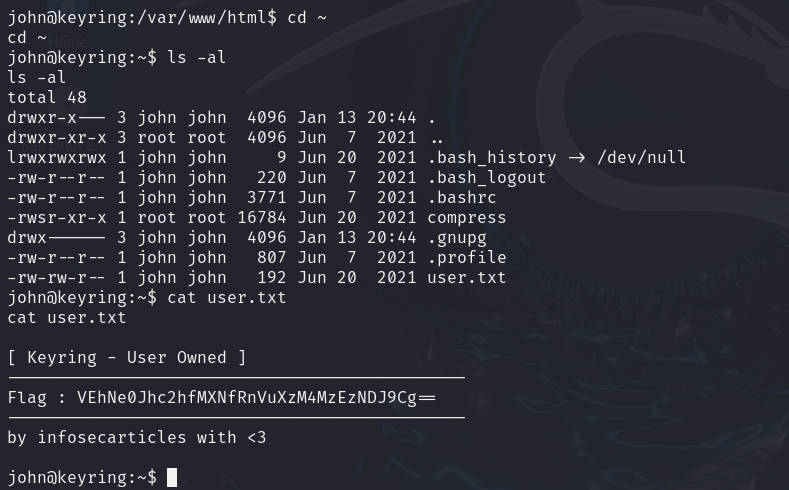 john@keyring:/var/www/html$ cd ~
cd ~
john@keyring:~$ ls -al
ls -al
total 48
drwxr-x--- 3 john john  4096 Jan 13 20:44 .
drwxr-xr-x 3 root root  4096 Jun  7  2021 ..
lrwxrwxrwx 1 john john     9 Jun 20  2021 .bash_history -> /dev/null
-rw-r--r-- 1 john john   220 Jun  7  2021 .bash_logout
-rw-r--r-- 1 john john  3771 Jun  7  2021 .bashrc
-rwsr-xr-x 1 root root 16784 Jun 20  2021 compress
drwx------ 3 john john  4096 Jan 13 20:44 .gnupg
-rw-r--r-- 1 john john   807 Jun  7  2021 .profile
-rw-rw-r-- 1 john john   192 Jun 20  2021 user.txt
john@keyring:~$ cat user.txt
cat user.txt
[ Keyring - User Owned ]
----------------------------------------------
Flag : VEhNe0Jhc2hfMXNfRnVuXzM4MzEzNDJ9Cg==
----------------------------------------------
by infosecarticles with <3
john@keyring:~$